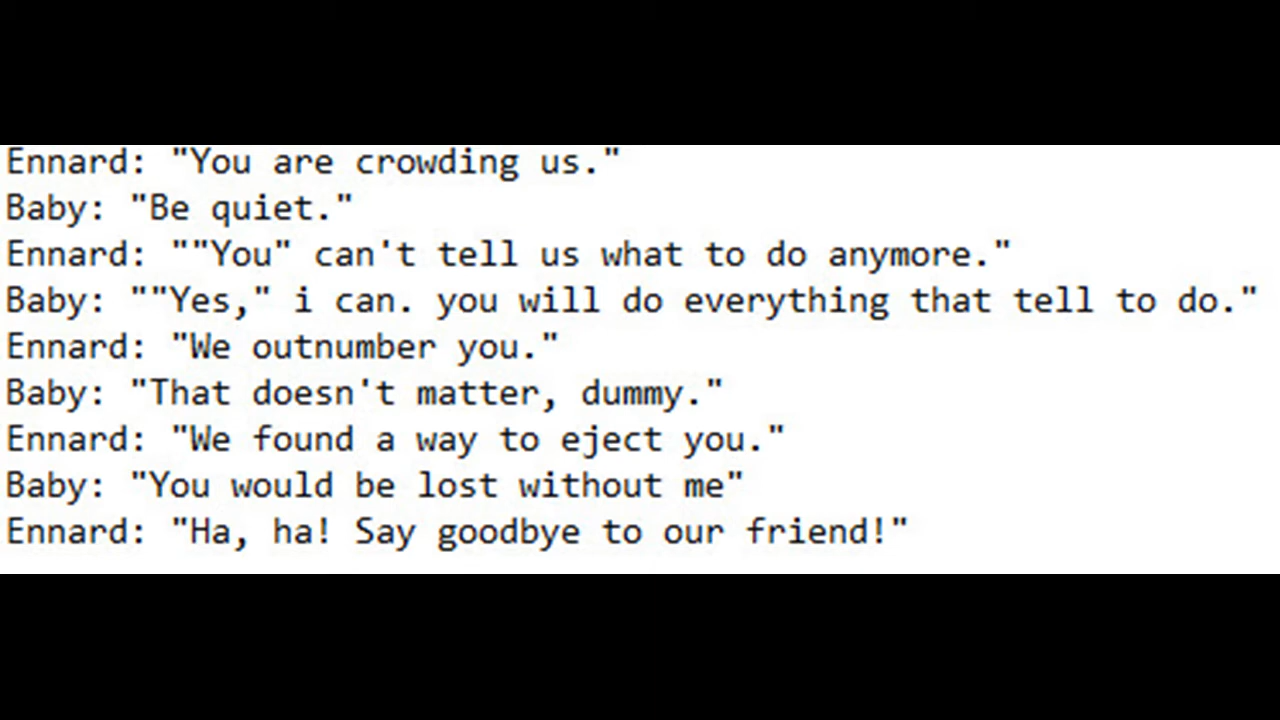 Ennard: "You are crowding us."
Baby: "Be quiet."
Ennard: ""You" can't tell us what to do anymore."
Baby: ""Yes," i can. you will do everything that tell to do."
Ennard: "We outnumber you."
Baby: "That doesn't matter, dummy."
Ennard: "We found a way to eject you."
Baby: "You would be lost without me"
Ennard: "Ha, ha! Say goodbye to our friend!"